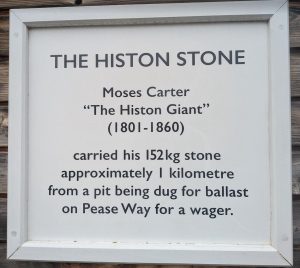 THE HISTON STONE
Moses Carter
"The Histon Giant"
(1801-1860)
carried his 152kg stone
approximately 1 kilometre
from a pit being dug for ballast
on Pease Way for a wager.